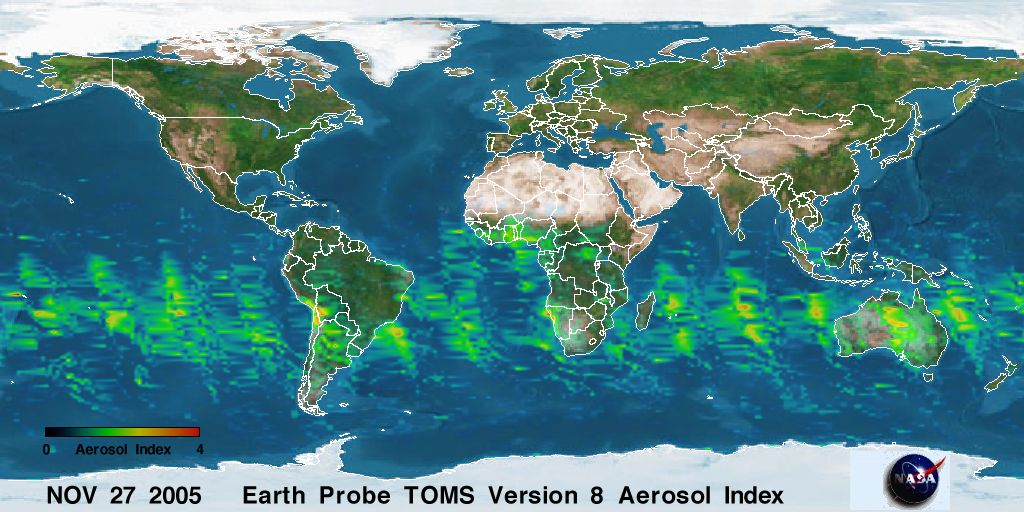 0 Aerosol Index 4
NOV 27 2005 Earth Probe TOMS Version 8 Aerosol Index
NASA